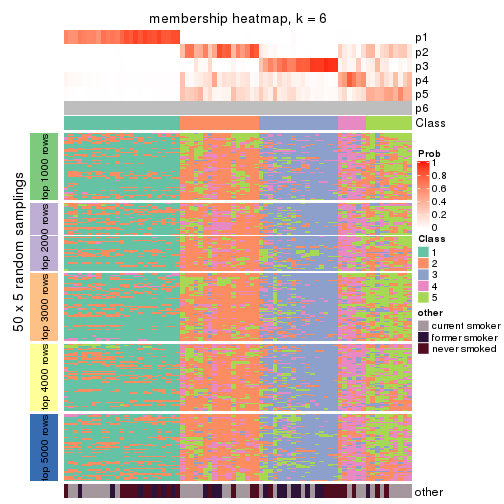 membership heatmap, k = 6
p1
p2
p3
p4
p5
p6
Class
50 x 5 random samplings
top 1000 rows
top 2000 rows
top 3000 rows
top 4000 rows
top 5000 rows
other
Prob
1
0.8
0.6
0.4
0.2
0
Class
1
2
3
4
5
other
current smoker
former smoker
never smoked